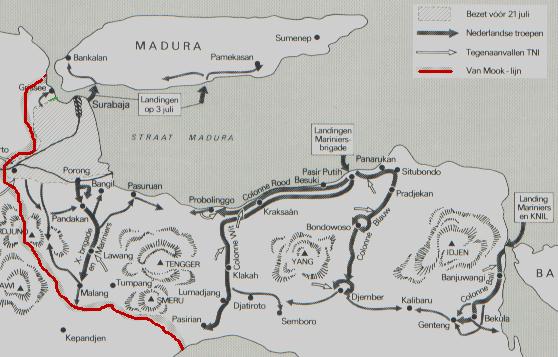 Bezet vóór 21 juli
Nederlandse troepen
Tegenaanvallen TNI
Van Mook - lijn
MADURA
Sumenep
Bankalan
Pamekasan
Surabaja
Landingen
op 3 juli
STRAAT MADURA
Landingen
Mariniers-
brigade
Panarukan
Pasir Putih
Situbondo
Besuki
Porong
Bangil
Pasuruan
Probolinggo
Colonne Rood
Kraksaän
Pradjekan
Landing
Mariniers
en KNIL
Pandakan
X-brigade
en Mariniers
Lawang
TENGGER
Colonne Wit
YANG
Bondowoso
Colonne Blauw
IDJEN
BA
Klakah
Banjuwangi
Colonne Bali
Malang
Tumpang
SMERU
Lumadjang
Djatiroto
Djember
Kalibaru
Pasirian
Semboro
Genteng
Bekula
Kepandjen